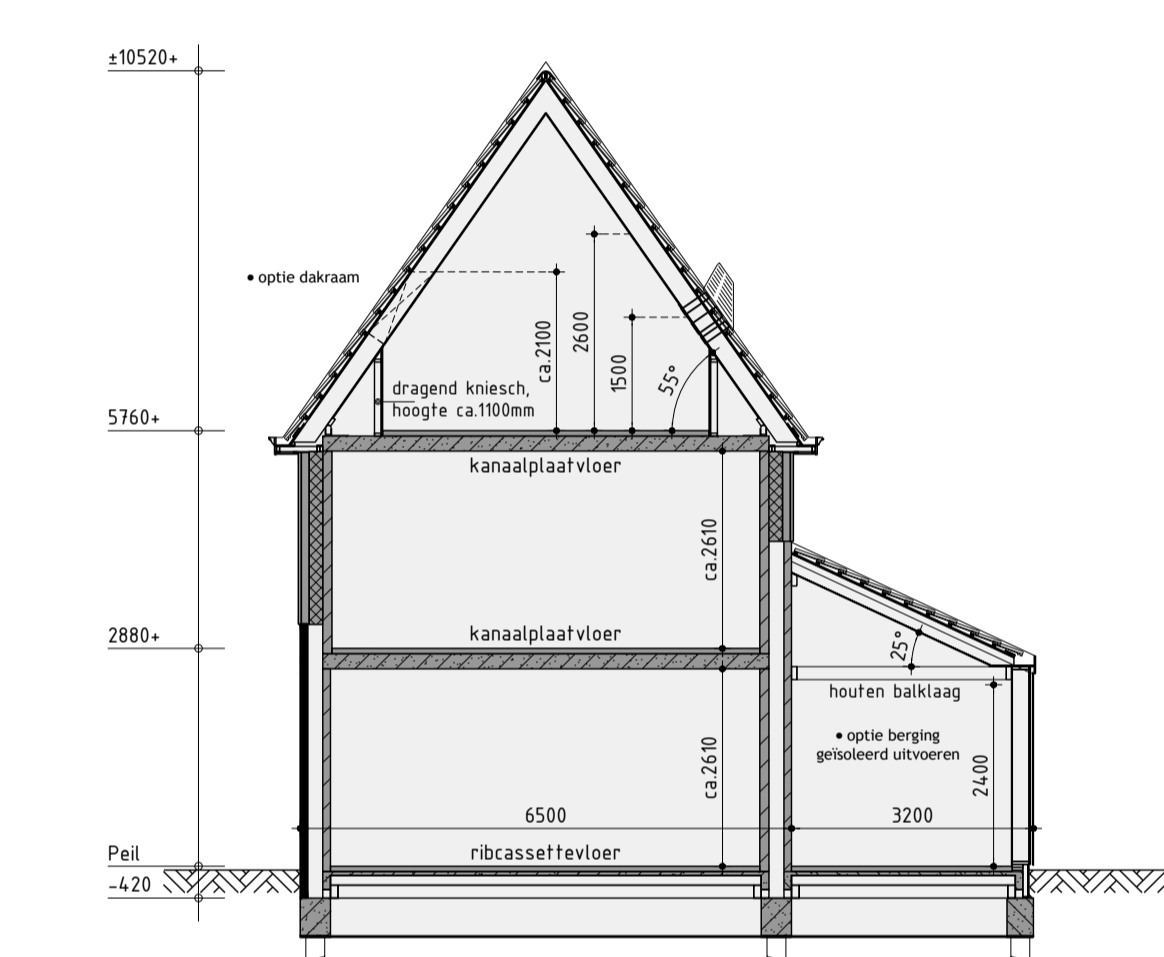 ±10520+
• optie dakraam
ca.2100
2600
1500
55°
dragend kniesch,
hoogte ca.1100mm
5760+
kanaalplaatvloer
ca.2610
2880+
kanaalplaatvloer
25°
houten balklaag
• optie berging
geïsoleerd uitvoeren
ca.2610
2400
6500
3200
Peil
ribcassettevloer
-420